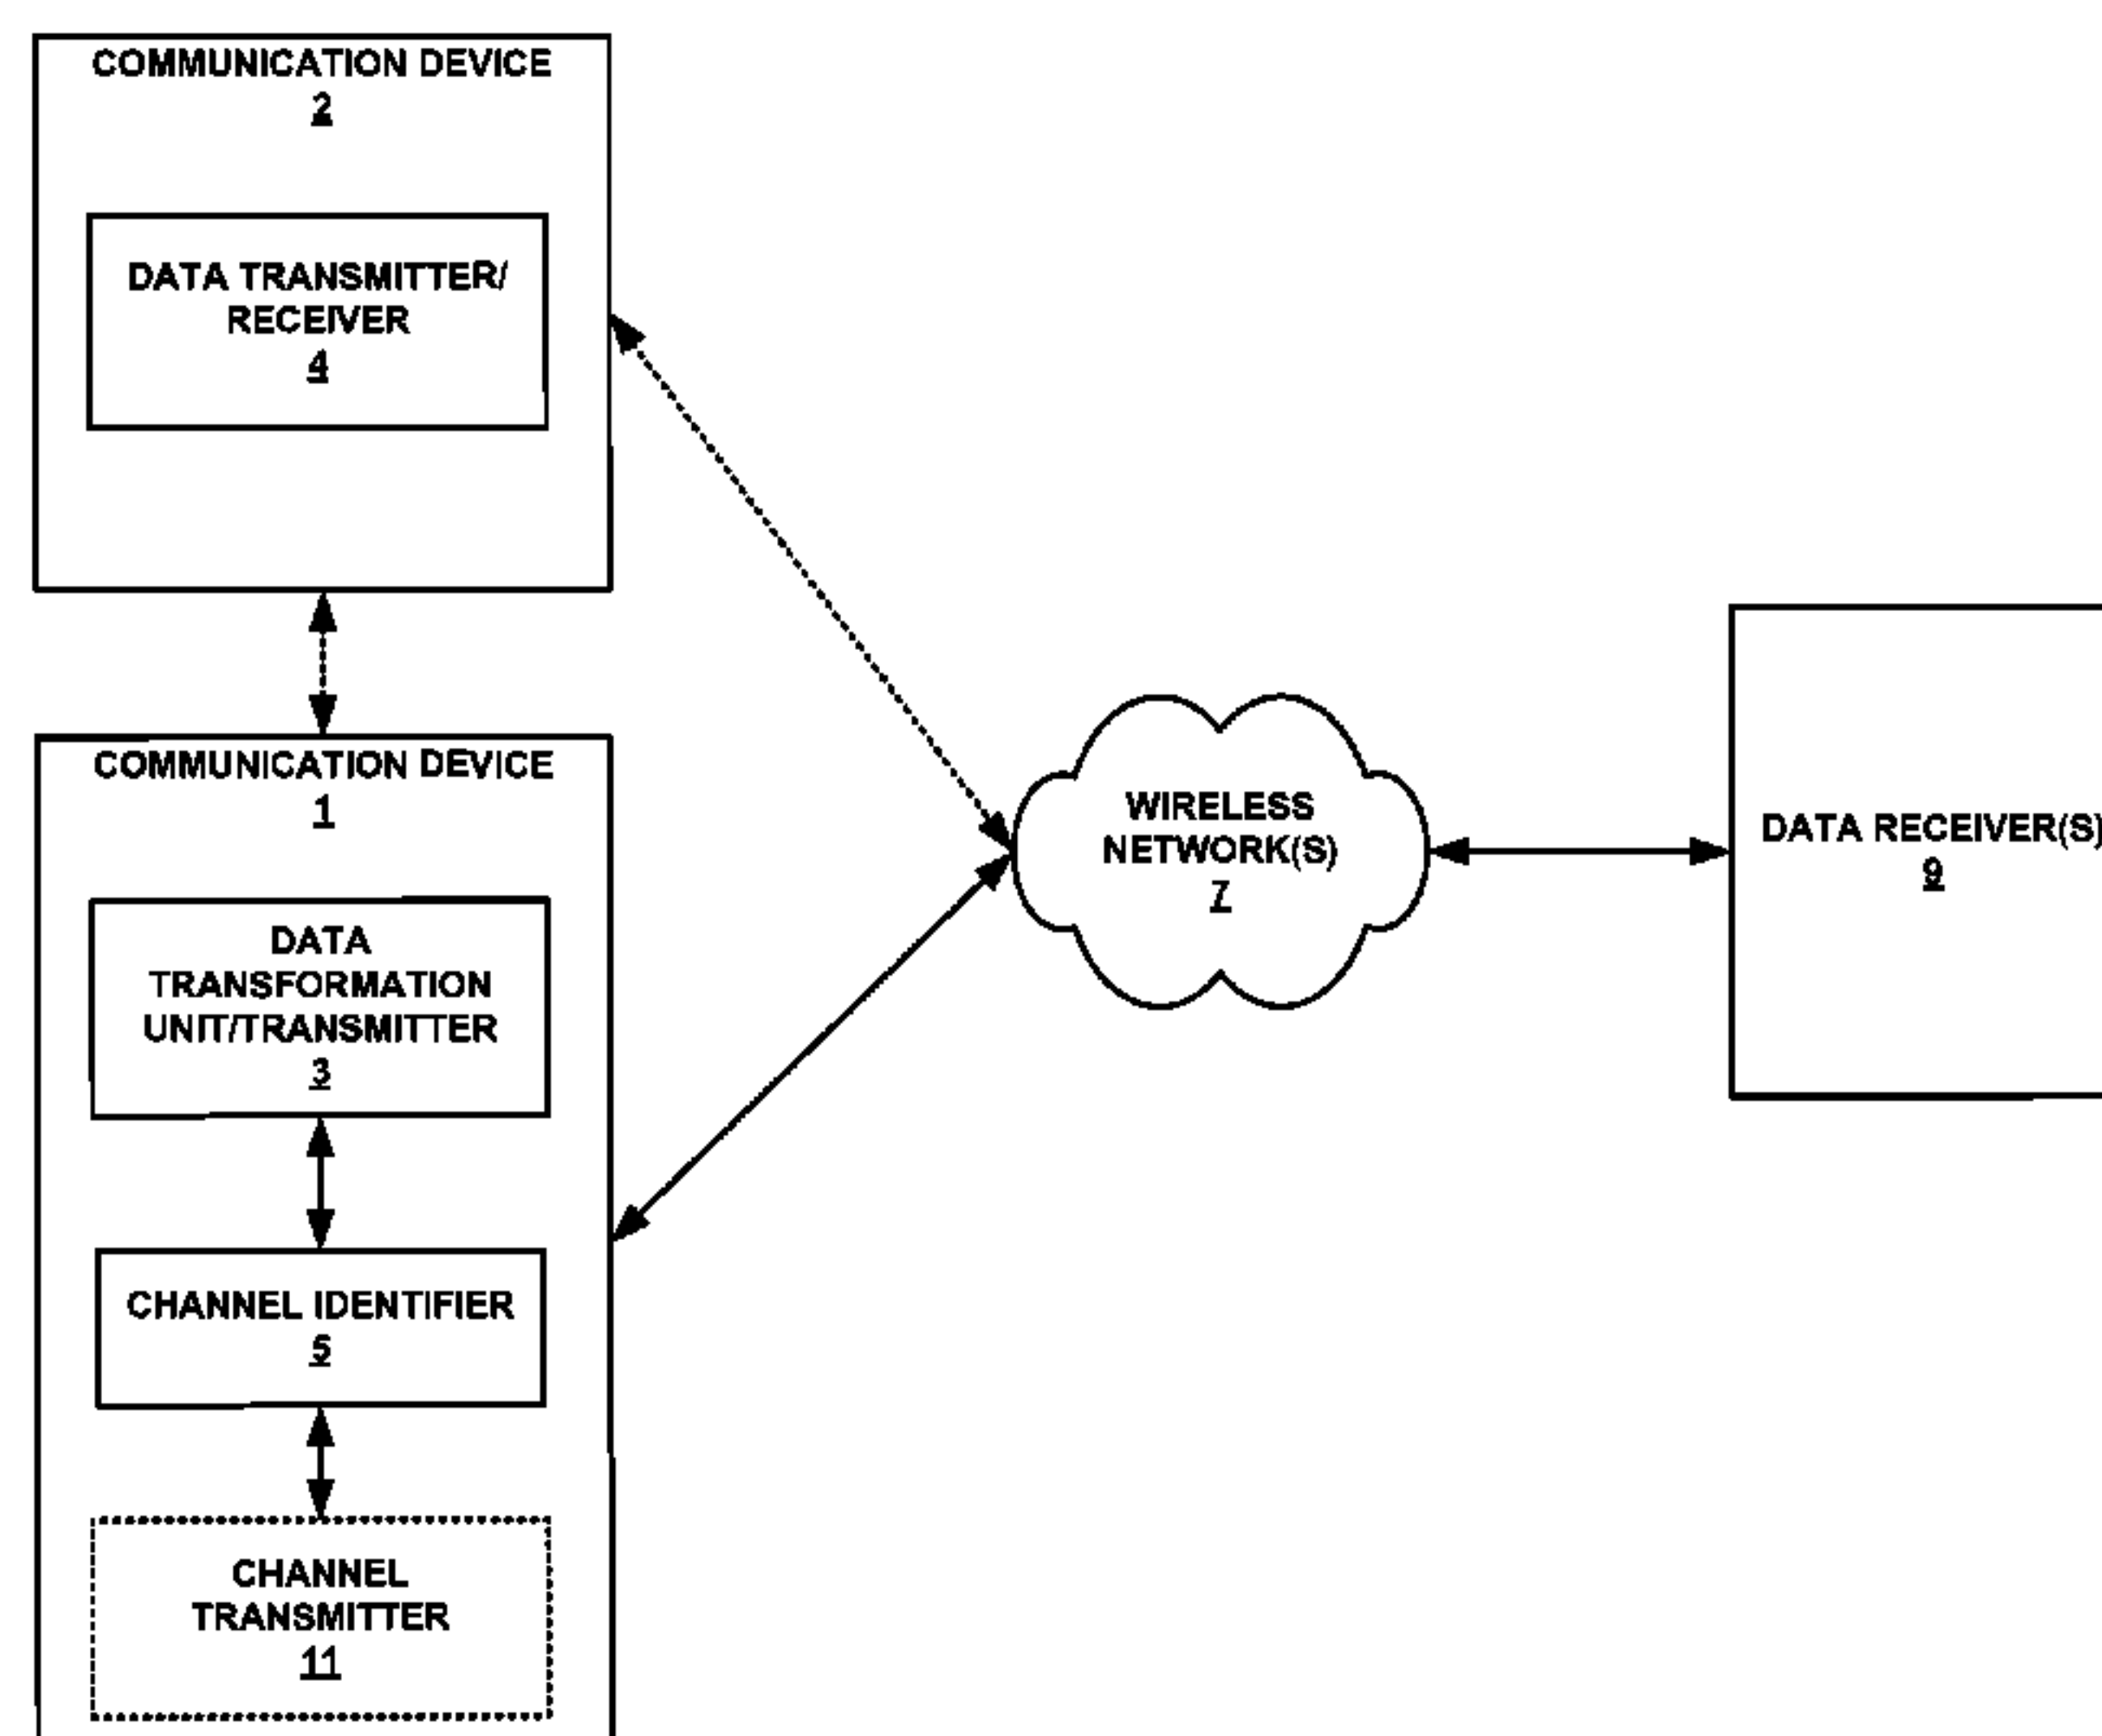 COMMUNICATION DEVICE
2
DATA TRANSMITTER/
RECEIVER
4
COMMUNICATION DEVICE
1
DATA
TRANSFORMATION
UNIT/TRANSMITTER
3
CHANNEL IDENTIFIER
5
CHANNEL
TRANSMITTER
11
WIRELESS
NETWORK(S)
7
DATA RECEIVER(S)
9